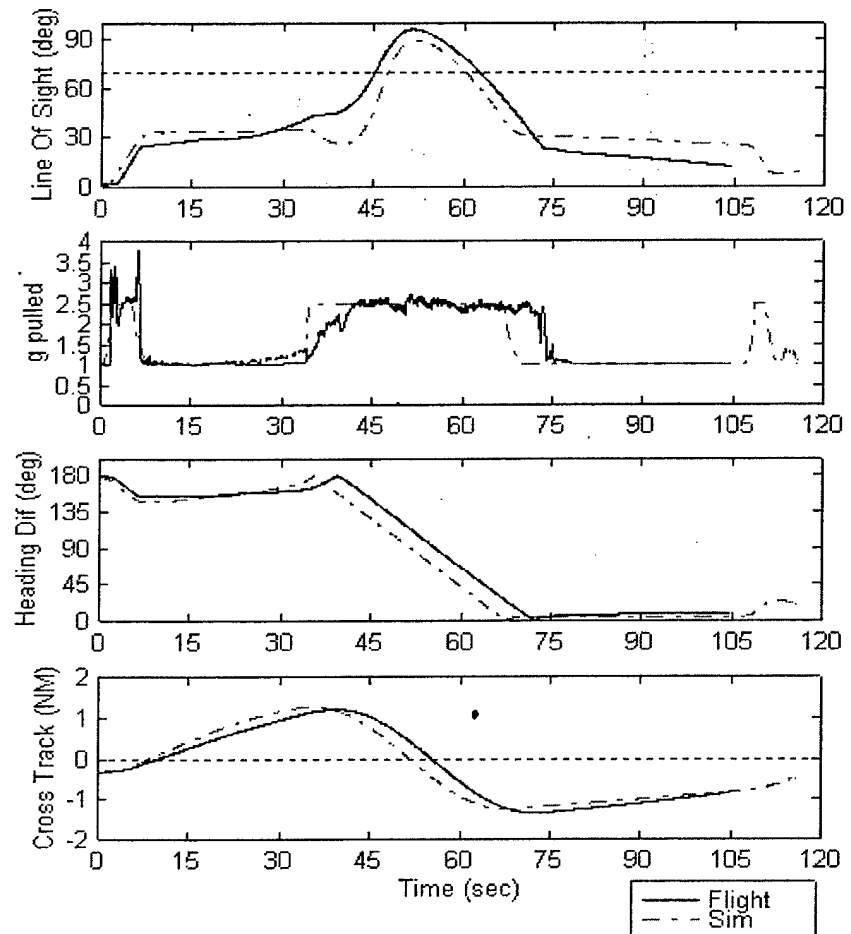 Line Of Sight (deg)
90
60
30
0
0 15 30 45 60 75 90 105 120
g pulled
4
3.5
3
2.5
2
1.5
1
0.5
0
0 15 30 45 60 75 90 105 120
Heading Dif (deg)
180
135
90
45
0
0 15 30 45 60 75 90 105 120
Cross Track (NM)
2
1
0
-1
-2
0 15 30 45 60 75 90 105 120
Time (sec)
Flight
Sim